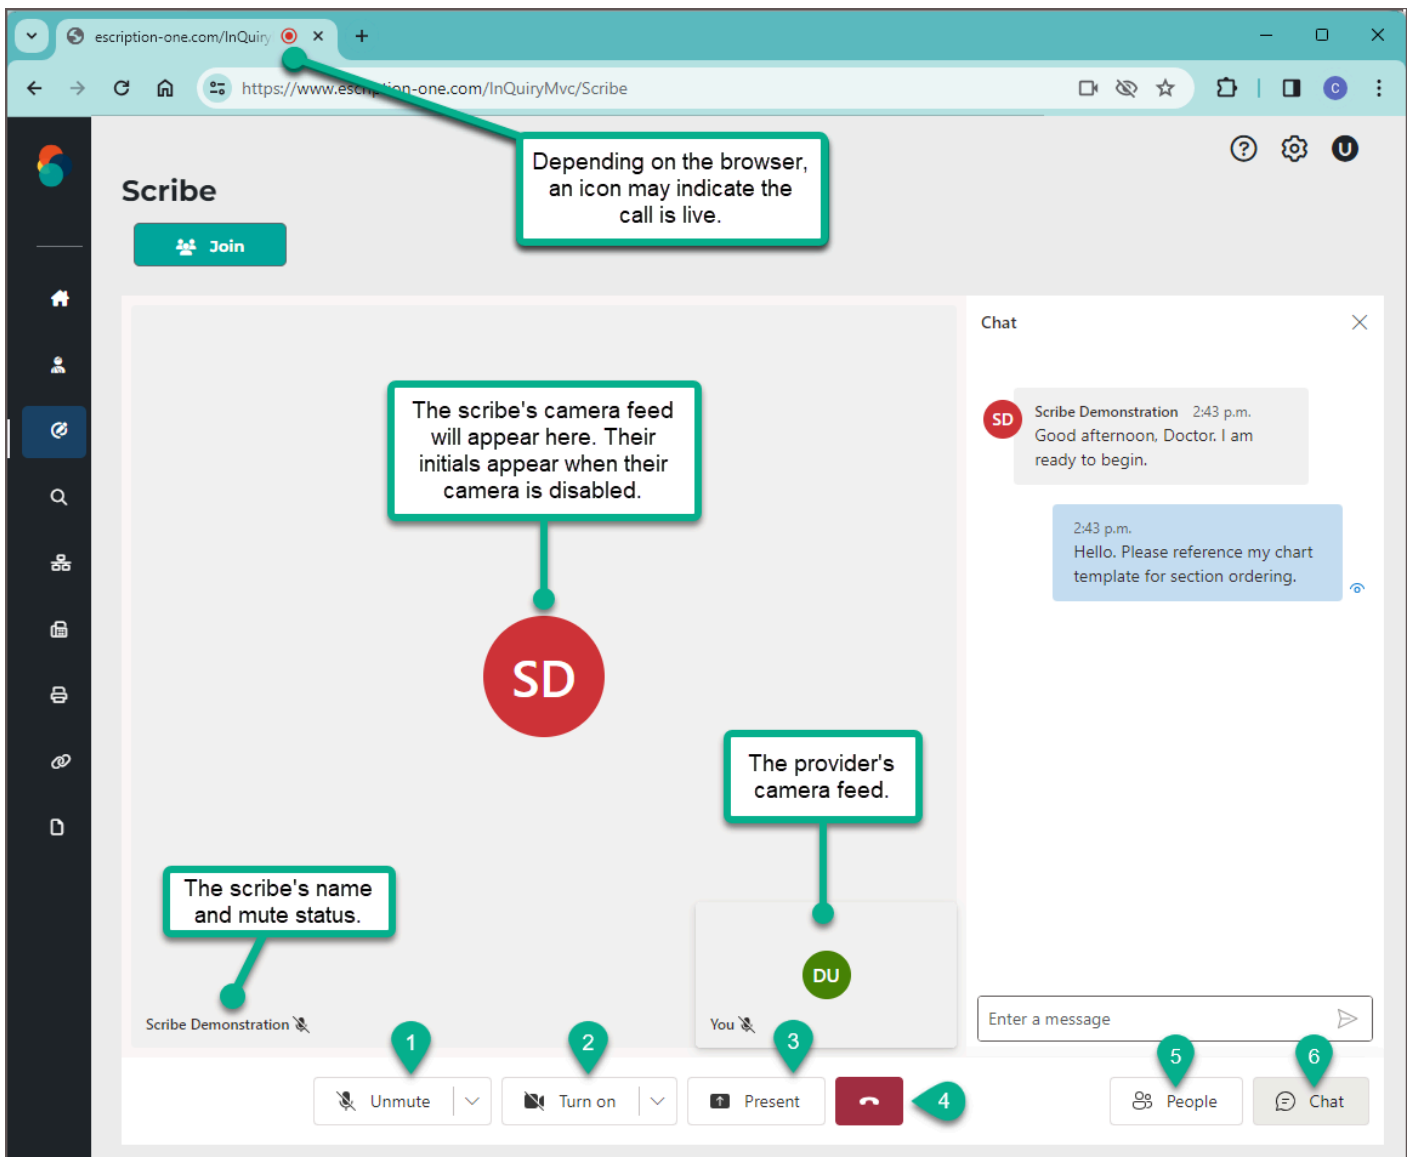 escription-one.com/InQuiry
https://www.escription-one.com/InQuiryMvc/Scribe
C
Depending on the browser,
an icon may indicate the
call is live.
U
Scribe
Join
The scribe's camera feed
will appear here. Their
initials appear when their
camera is disabled.
SD
The provider's
camera feed.
The scribe's name
and mute status.
DU
Scribe Demonstration
You
Chat
SD
Scribe Demonstration 2:43 p.m.
Good afternoon, Doctor. I am
ready to begin.
2:43 p.m.
Hello. Please reference my chart
template for section ordering.
Enter a message
1
2
3
4
5
6
Unmute
Turn on
Present
People
Chat